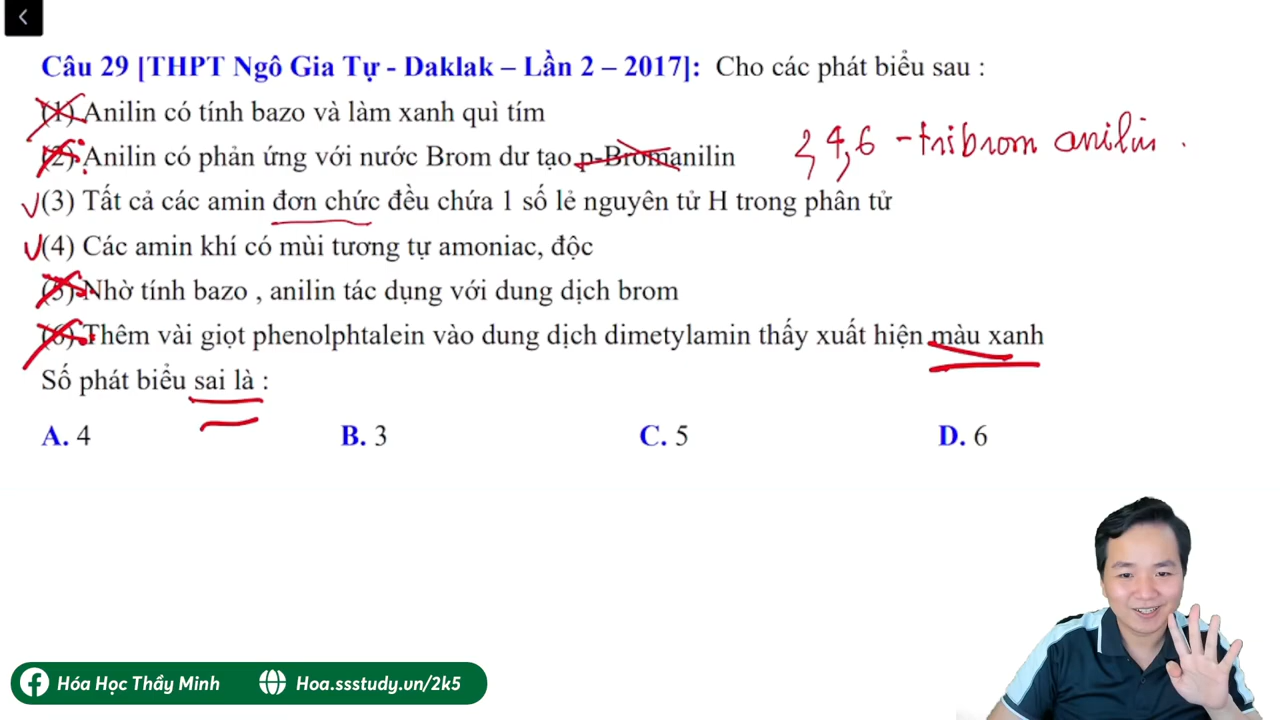 Câu 29 [THPT Ngô Gia Tự - Daklak – Lần 2 – 2017]: Cho các phát biểu sau :
(1) Anilin có tính bazo và làm xanh quì tím
(2) Anilin có phản ứng với nước Brom dư tạo p-Bromanilin
2,4,6 - tribrom anilin .
(3) Tất cả các amin đơn chức đều chứa 1 số lẻ nguyên tử H trong phân tử
(4) Các amin khí có mùi tương tự amoniac, độc
(5) Nhờ tính bazo , anilin tác dụng với dung dịch brom
(6) Thêm vài giọt phenolphtalein vào dung dịch dimetylamin thấy xuất hiện màu xanh
Số phát biểu sai là :
A. 4 B. 3 C. 5 D. 6
Hóa Học Thầy Minh Hoa.ssstudy.vn/2k5